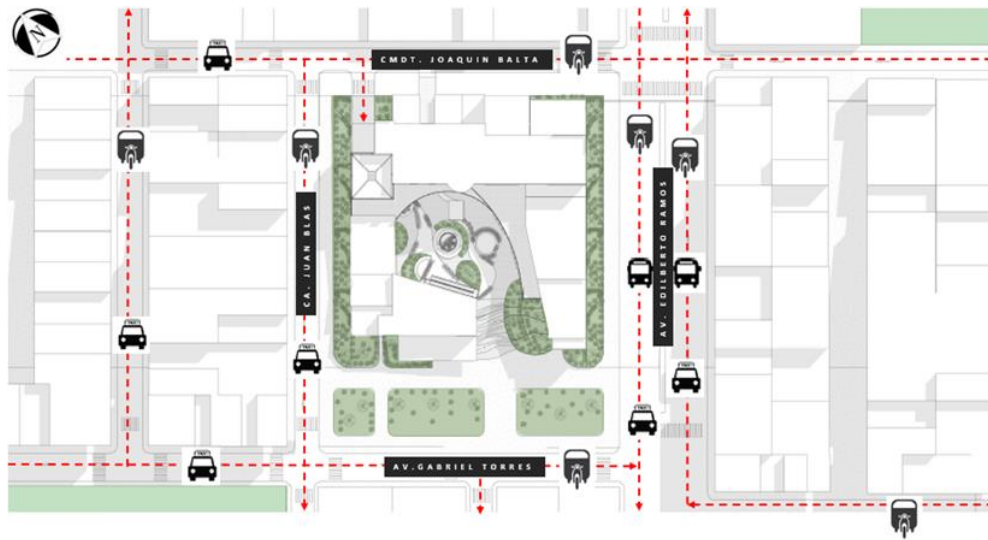 N
CMDT. JOAQUIN BALTA
CA. JUAN BLAS
AV. EDILBERTO RAMOS
AV.GABRIEL TORRES